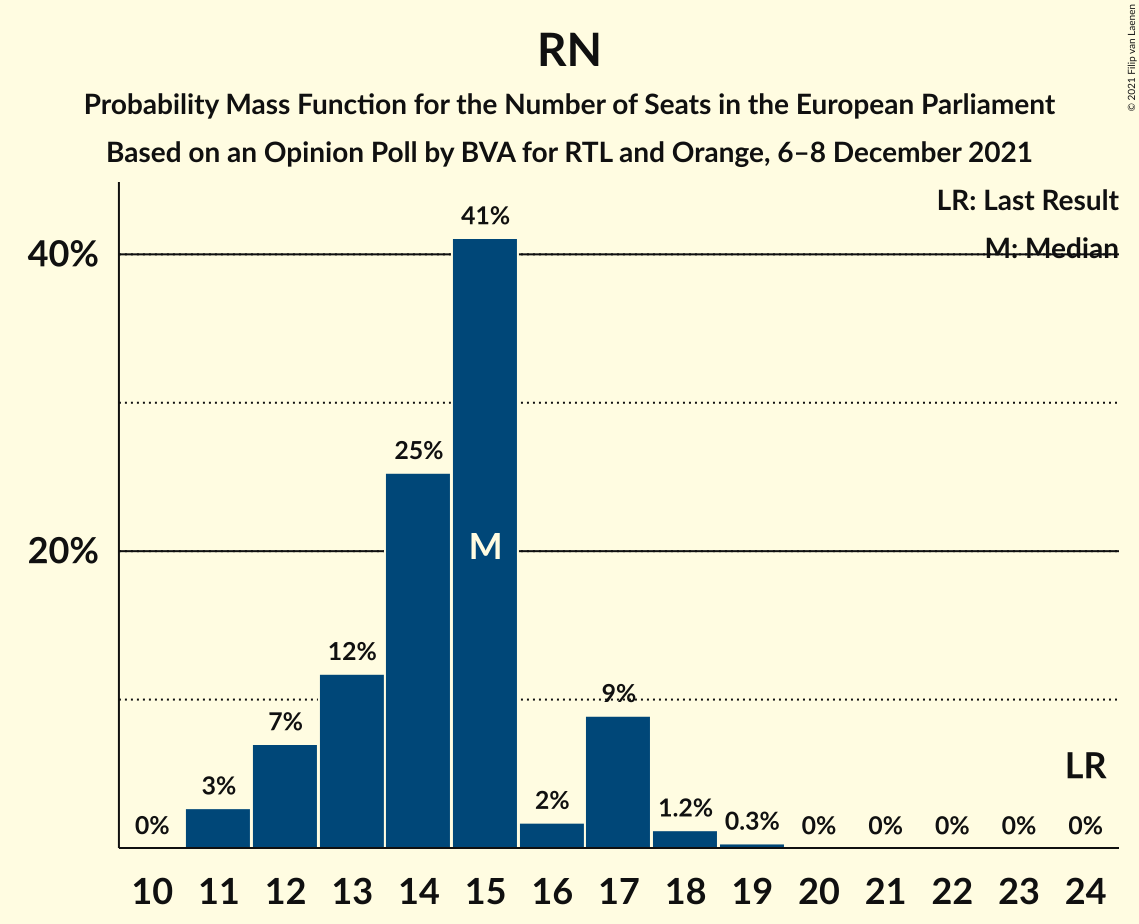 RN
Probability Mass Function for the Number of Seats in the European Parliament
Based on an Opinion Poll by BVA for RTL and Orange, 6–8 December 2021
© 2021 Filip van Laenen
LR: Last Result
M: Median
40%
20%
0%
3%
7%
12%
25%
41%
M
2%
9%
1.2%
0.3%
0%
0%
0%
0%
0%
LR
10 11 12 13 14 15 16 17 18 19 20 21 22 23 24